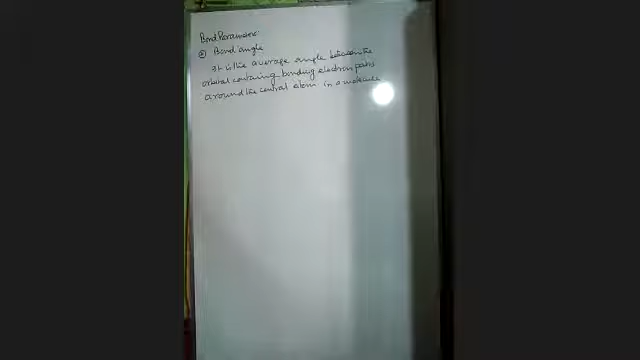 Bond Parameters:
① Bond angle
It is the average angle between the
orbital containing bonding electron pairs
around the central atom in a molecule